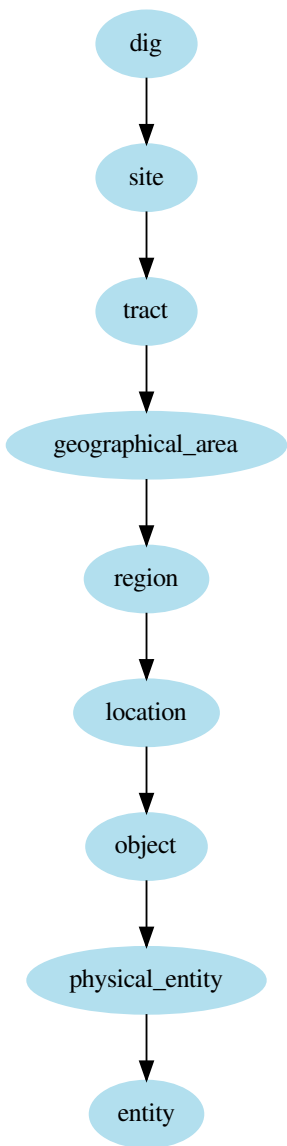 dig
site
tract
geographical_area
region
location
object
physical_entity
entity